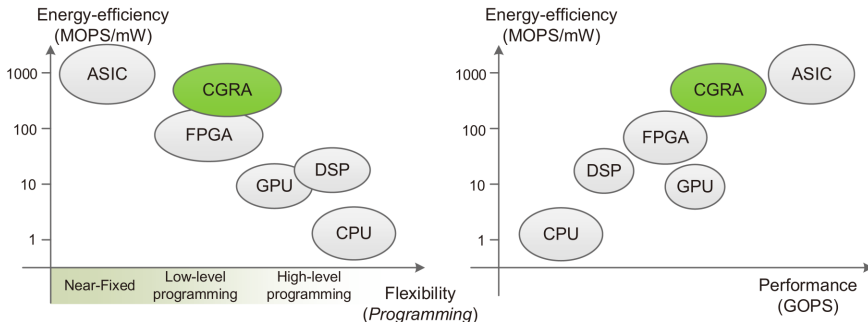 Energy-efficiency
(MOPS/mW)
1000
100
10
1
ASIC
CGRA
FPGA
GPU
DSP
CPU
Near-Fixed
Low-level
programming
High-level
programming
Flexibility
(Programming)
Energy-efficiency
(MOPS/mW)
1000
100
10
1
ASIC
CGRA
FPGA
DSP
GPU
CPU
Performance
(GOPS)